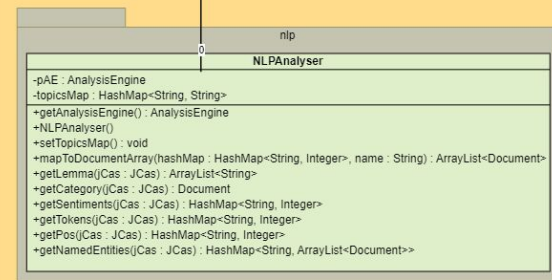 nlp
0
NLPAnalyser
-pAE : AnalysisEngine
-topicsMap : HashMap<String, String>
+getAnalysisEngine() : AnalysisEngine
+NLPAnalyser()
+setTopicsMap() : void
+mapToDocumentArray(hashMap : HashMap<String, Integer>, name : String) : ArrayList<Document>
+getLemma(jCas : JCas) : ArrayList<String>
+getCategory(jCas : JCas) : Document
+getSentiments(jCas : JCas) : HashMap<String, Integer>
+getTokens(jCas : JCas) : HashMap<String, Integer>
+getPos(jCas : JCas) : HashMap<String, Integer>
+getNamedEntities(jCas : JCas) : HashMap<String, ArrayList<Document>>